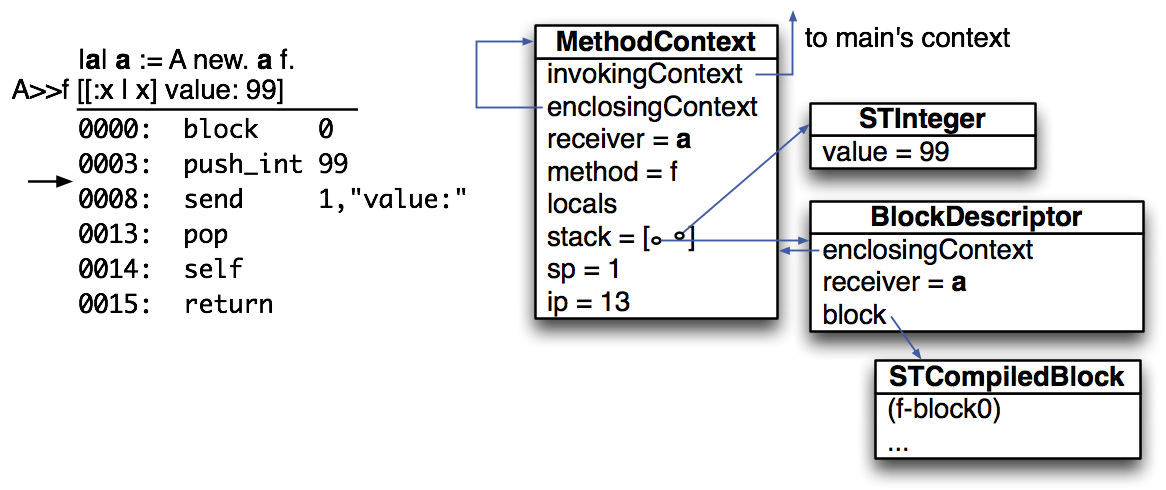 |a| a := A new. a f.
A>>f [[:x | x] value: 99]
0000: block 0
0003: push_int 99
0008: send 1,"value:"
0013: pop
0014: self
0015: return
MethodContext
invokingContext
enclosingContext
receiver = a
method = f
locals
stack = [ ]
sp = 1
ip = 13
to main's context
STInteger
value = 99
BlockDescriptor
enclosingContext
receiver = a
block
STCompiledBlock
(f-block0)
...